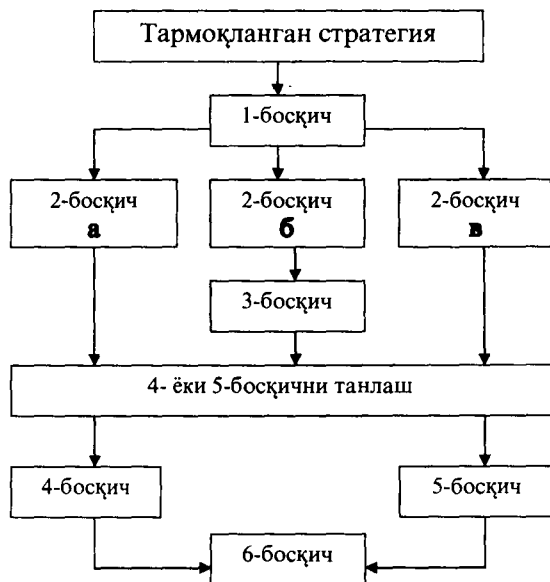 Тармоқланган стратегия
1-босқич
2-босқич
а
2-босқич
б
2-босқич
в
3-босқич
4- ёки 5-босқични танлаш
4-босқич
5-босқич
6-босқич